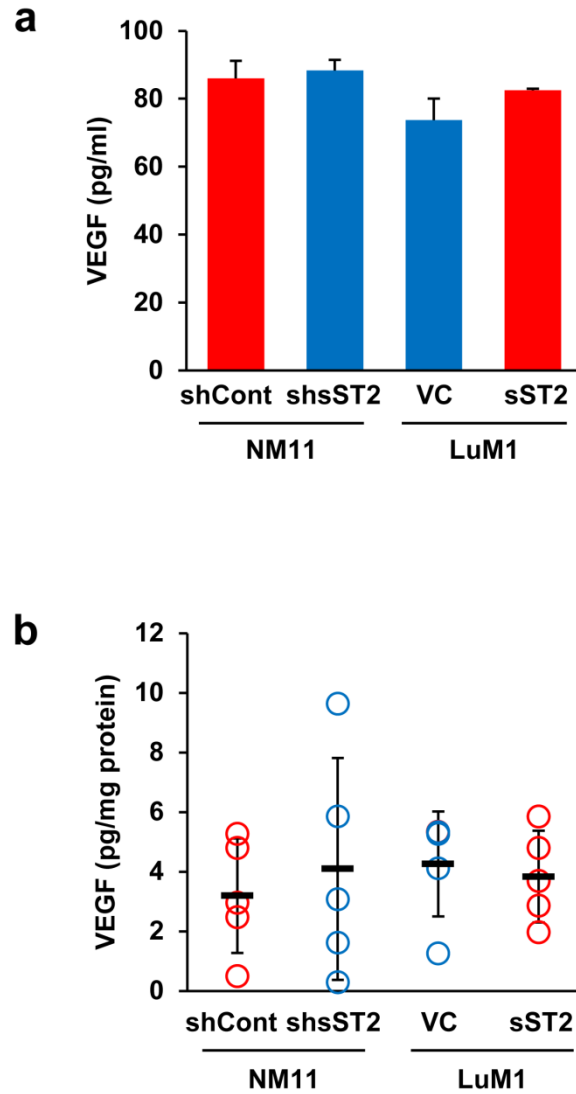 a
VEGF (pg/ml)
100
80
60
40
20
0
shCont shsST2 VC sST2
NM11 LuM1
b
VEGF (pg/mg protein)
12
10
8
6
4
2
0
shCont shsST2 VC sST2
NM11 LuM1